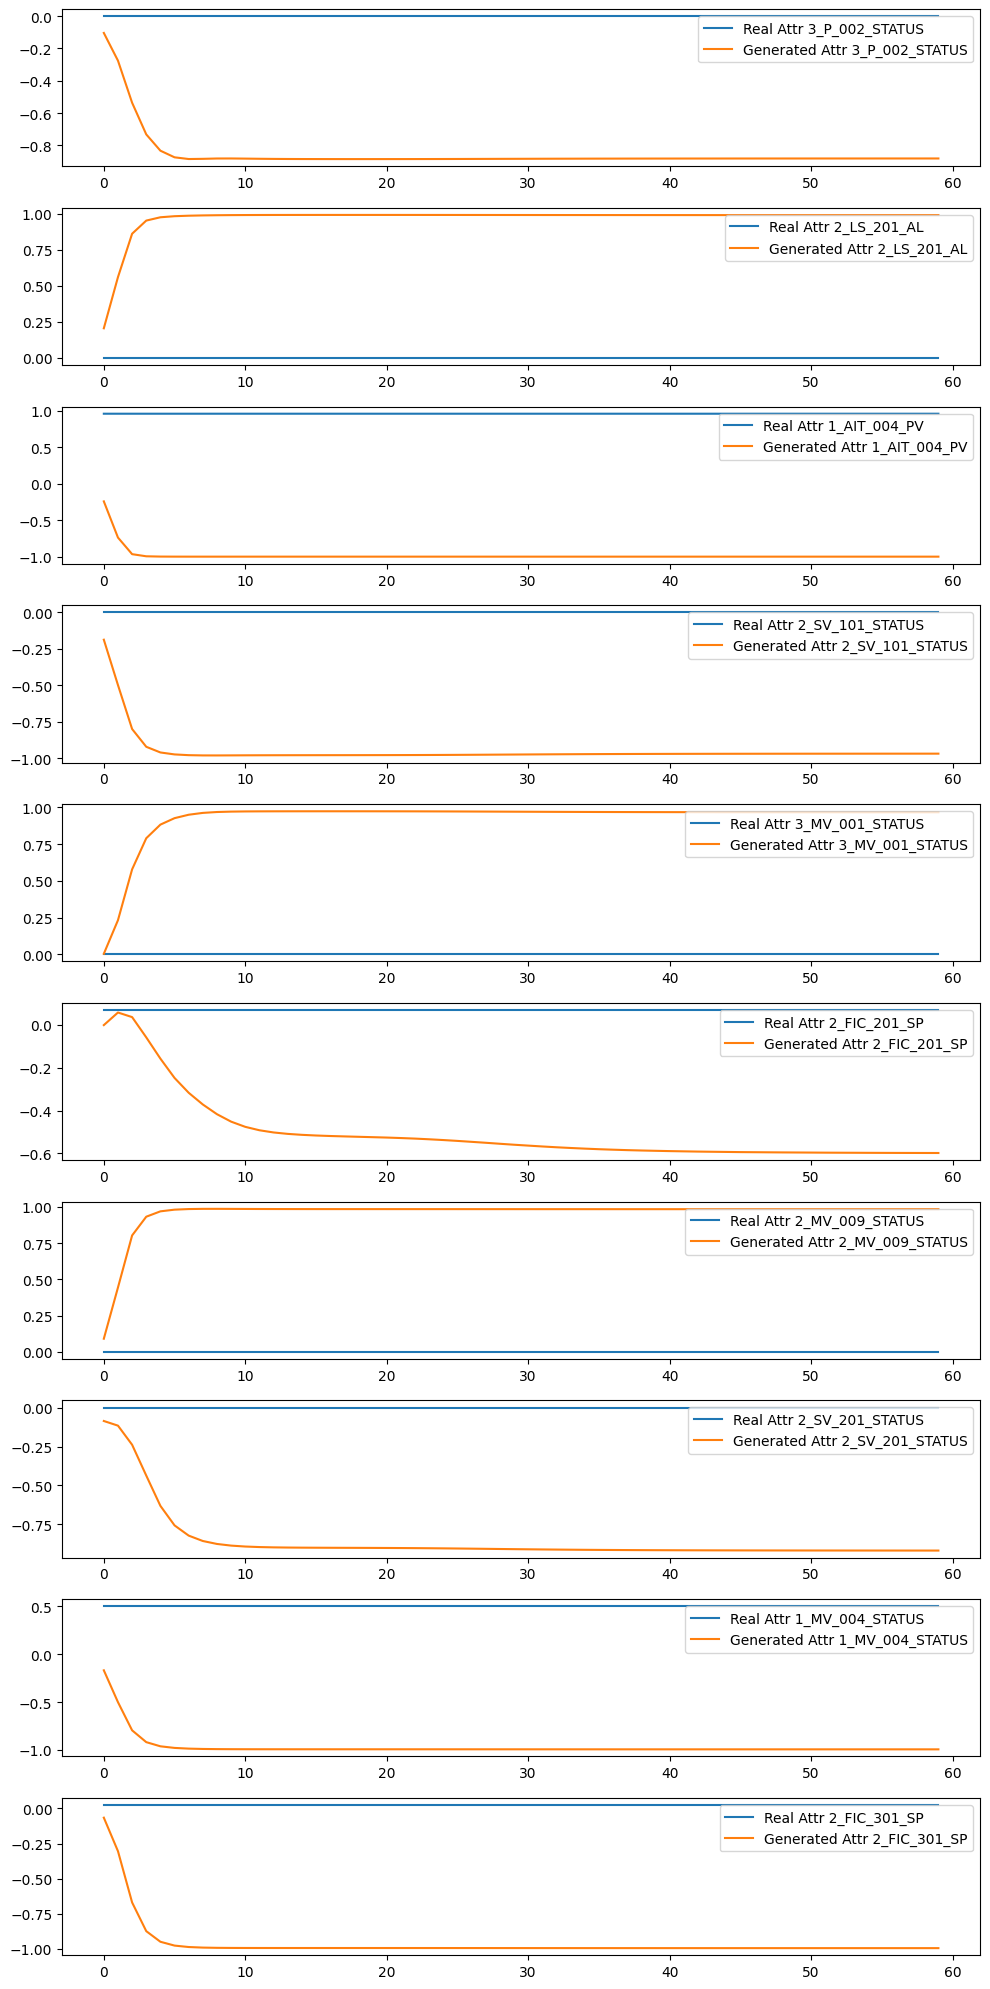 0.0
−0.2
−0.4
−0.6
−0.8
Real Attr 3_P_002_STATUS
Generated Attr 3_P_002_STATUS
0 10 20 30 40 50 60
1.00
0.75
0.50
0.25
0.00
Real Attr 2_LS_201_AL
Generated Attr 2_LS_201_AL
0 10 20 30 40 50 60
1.0
0.5
0.0
−0.5
−1.0
Real Attr 1_AIT_004_PV
Generated Attr 1_AIT_004_PV
0 10 20 30 40 50 60
0.00
−0.25
−0.50
−0.75
−1.00
Real Attr 2_SV_101_STATUS
Generated Attr 2_SV_101_STATUS
0 10 20 30 40 50 60
1.00
0.75
0.50
0.25
0.00
Real Attr 3_MV_001_STATUS
Generated Attr 3_MV_001_STATUS
0 10 20 30 40 50 60
0.0
−0.2
−0.4
−0.6
Real Attr 2_FIC_201_SP
Generated Attr 2_FIC_201_SP
0 10 20 30 40 50 60
1.00
0.75
0.50
0.25
0.00
Real Attr 2_MV_009_STATUS
Generated Attr 2_MV_009_STATUS
0 10 20 30 40 50 60
0.00
−0.25
−0.50
−0.75
Real Attr 2_SV_201_STATUS
Generated Attr 2_SV_201_STATUS
0 10 20 30 40 50 60
0.5
0.0
−0.5
−1.0
Real Attr 1_MV_004_STATUS
Generated Attr 1_MV_004_STATUS
0 10 20 30 40 50 60
0.00
−0.25
−0.50
−0.75
−1.00
Real Attr 2_FIC_301_SP
Generated Attr 2_FIC_301_SP
0 10 20 30 40 50 60